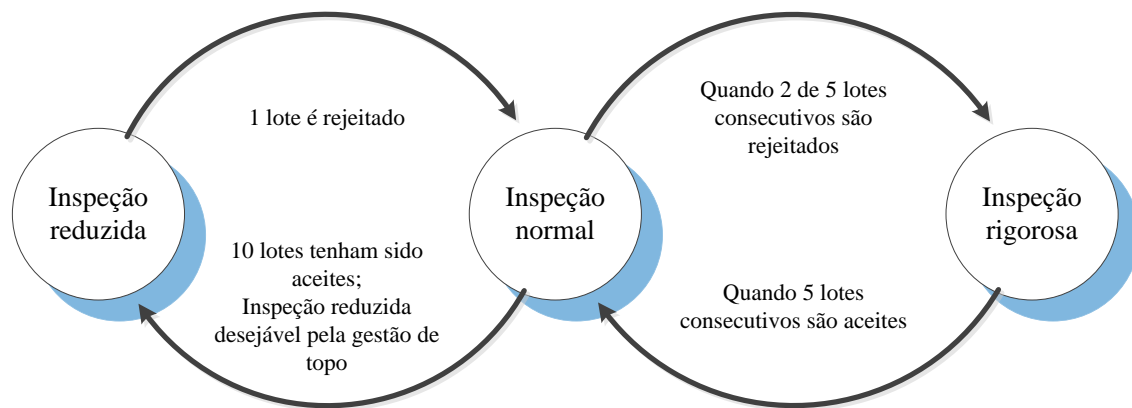 1 lote é rejeitado
Quando 2 de 5 lotes
consecutivos são
rejeitados
Inspeção
reduzida
Inspeção
normal
Inspeção
rigorosa
10 lotes tenham sido
aceites;
Inspeção reduzida
desejável pela gestão de
topo
Quando 5 lotes
consecutivos são aceites